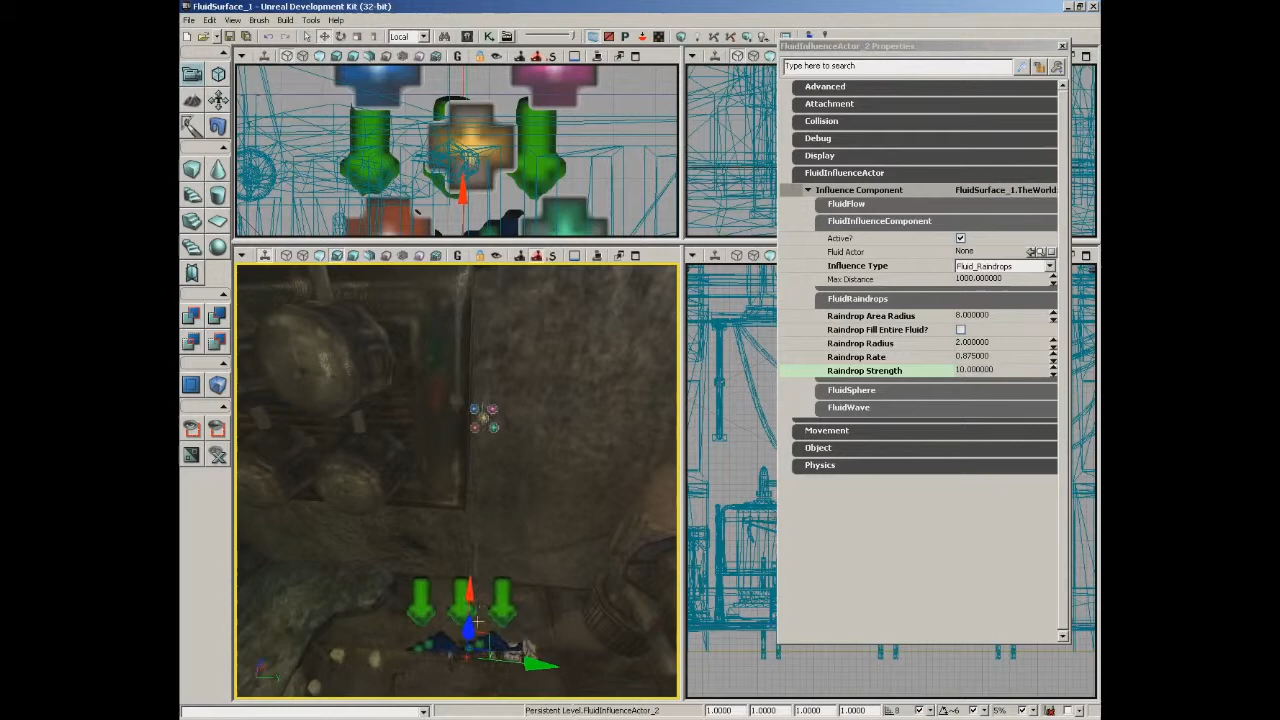 FluidSurface_1 - Unreal Development Kit (32-bit)
File Edit View Brush Build Tools Help
Local
G
S
FluidInfluenceActor_2 Properties
Type here to search
Advanced
Attachment
Collision
Debug
Display
FluidInfluenceActor
Influence Component FluidSurface_1.TheWorld
FluidFlow
FluidInfluenceComponent
Active?
Fluid Actor None
Influence Type Fluid_Raindrops
Max Distance 1000.000000
FluidRaindrops
Raindrop Area Radius 8.000000
Raindrop Fill Entire Fluid?
Raindrop Radius 2.000000
Raindrop Rate 0.875000
Raindrop Strength 10.000000
FluidSphere
FluidWave
Movement
Object
Physics
G
S
Persistent Level.FluidInfluenceActor_2 1.0000 1.0000 1.0000 1.0000 8 ~6 5%